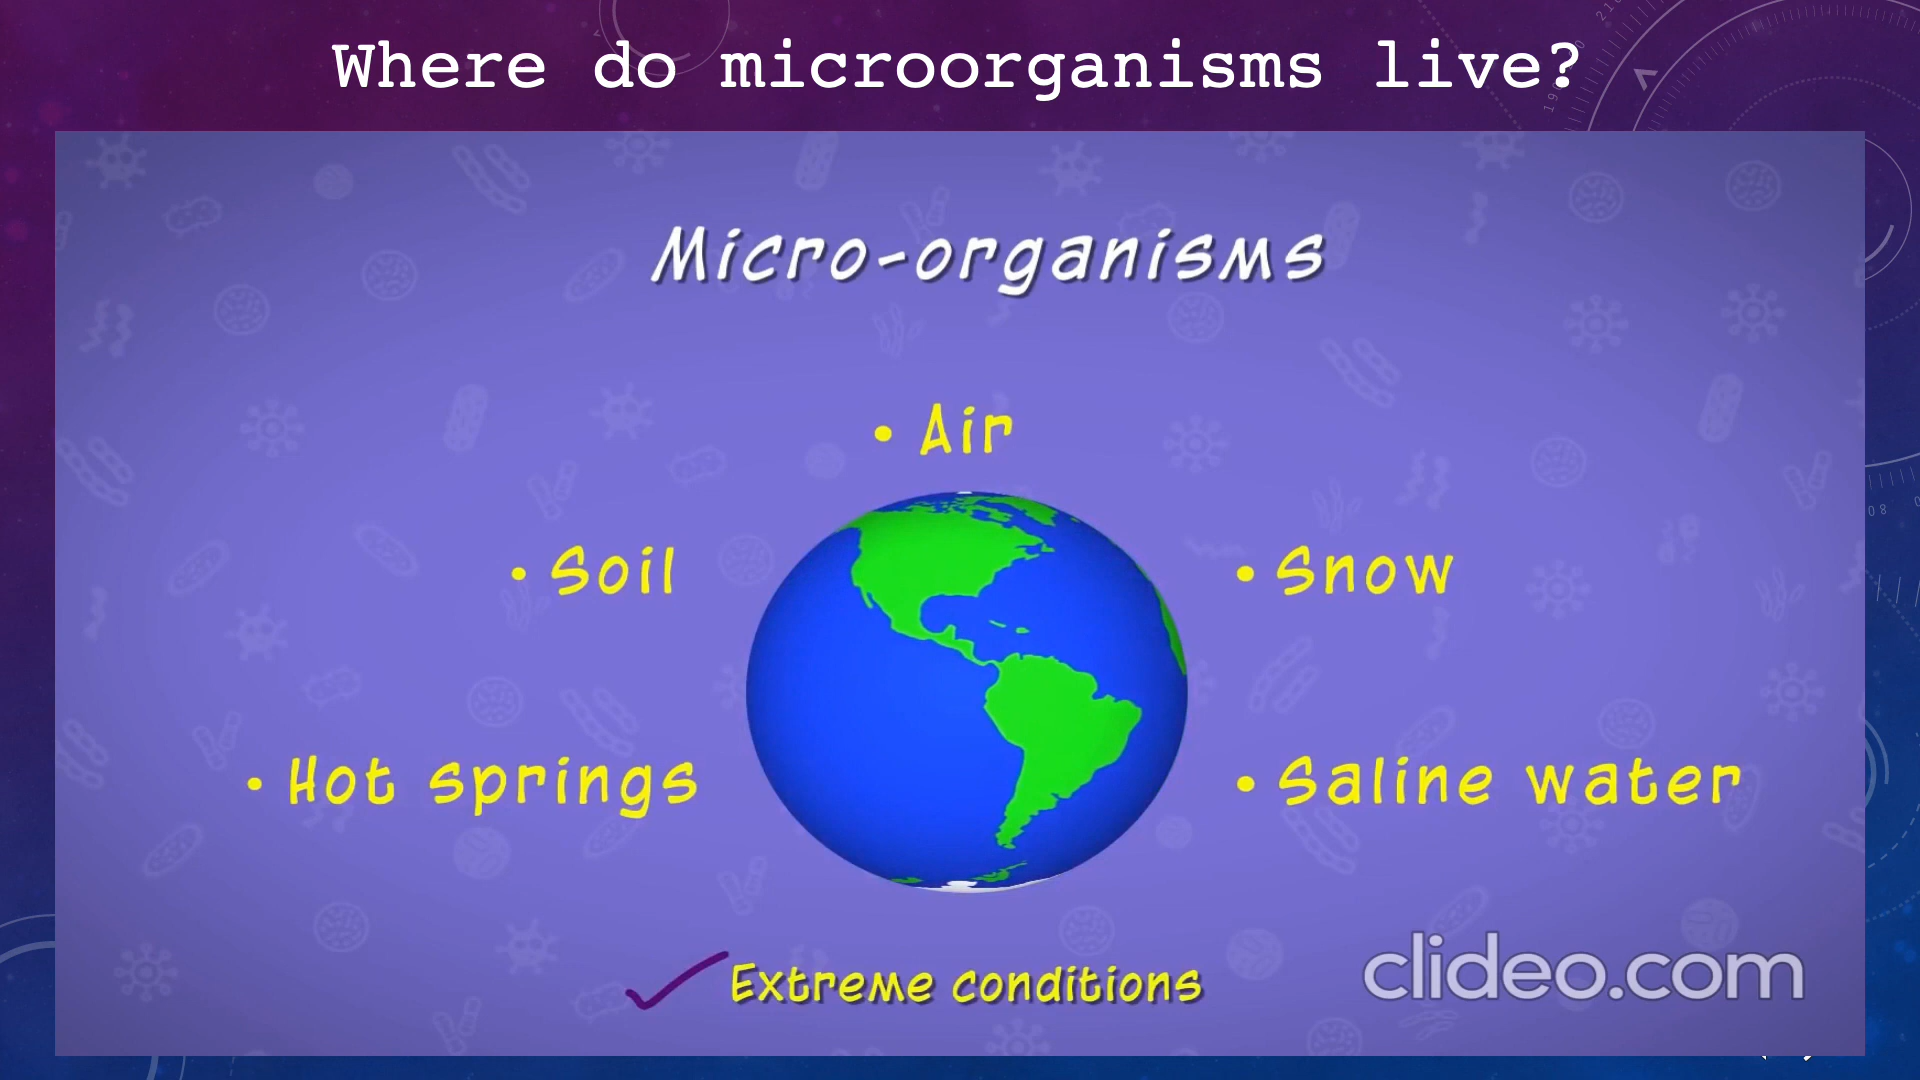 Where do microorganisms live?
Micro-organisms
• Air
• Soil
• Snow
• Hot springs
• Saline water
Extreme conditions
clideo.com